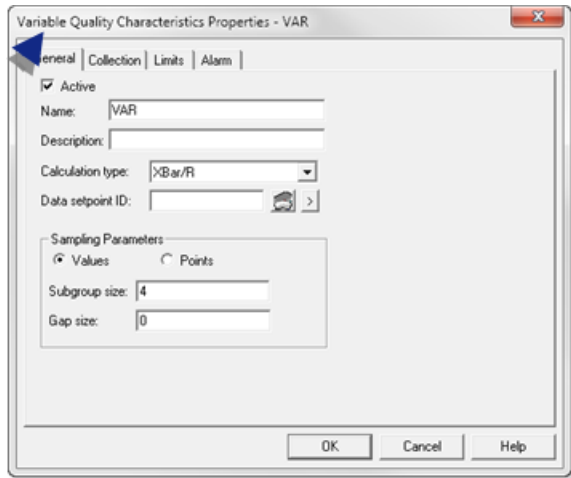 Variable Quality Characteristics Properties - VAR
General Collection Limits Alarm
Active
Name: VAR
Description:
Calculation type: XBar/R
Data setpoint ID: >
Sampling Parameters
Values Points
Subgroup size: 4
Gap size: 0
OK Cancel Help